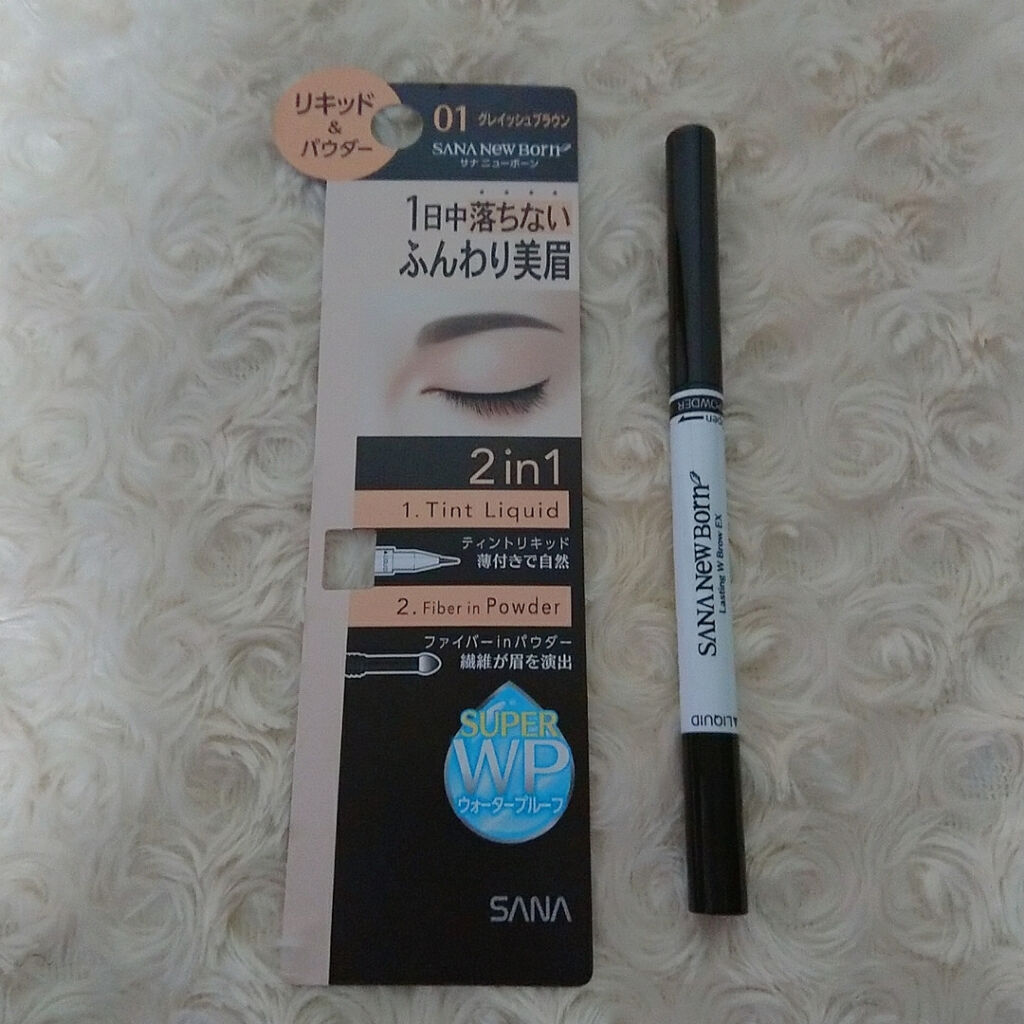 リキッド
&
パウダー
01 グレイッシュブラウン
SANA New Born
サナ ニューボーン
1日中落ちない
ふんわり美眉
2in1
1. Tint Liquid
ティントリキッド
薄付きで自然
2. Fiber in Powder
ファイバーinパウダー
繊維が眉を演出
SUPER
WP
ウォータープルーフ
SANA
POWDER
SANA New Born
Lasting W Brow EX
LIQUID